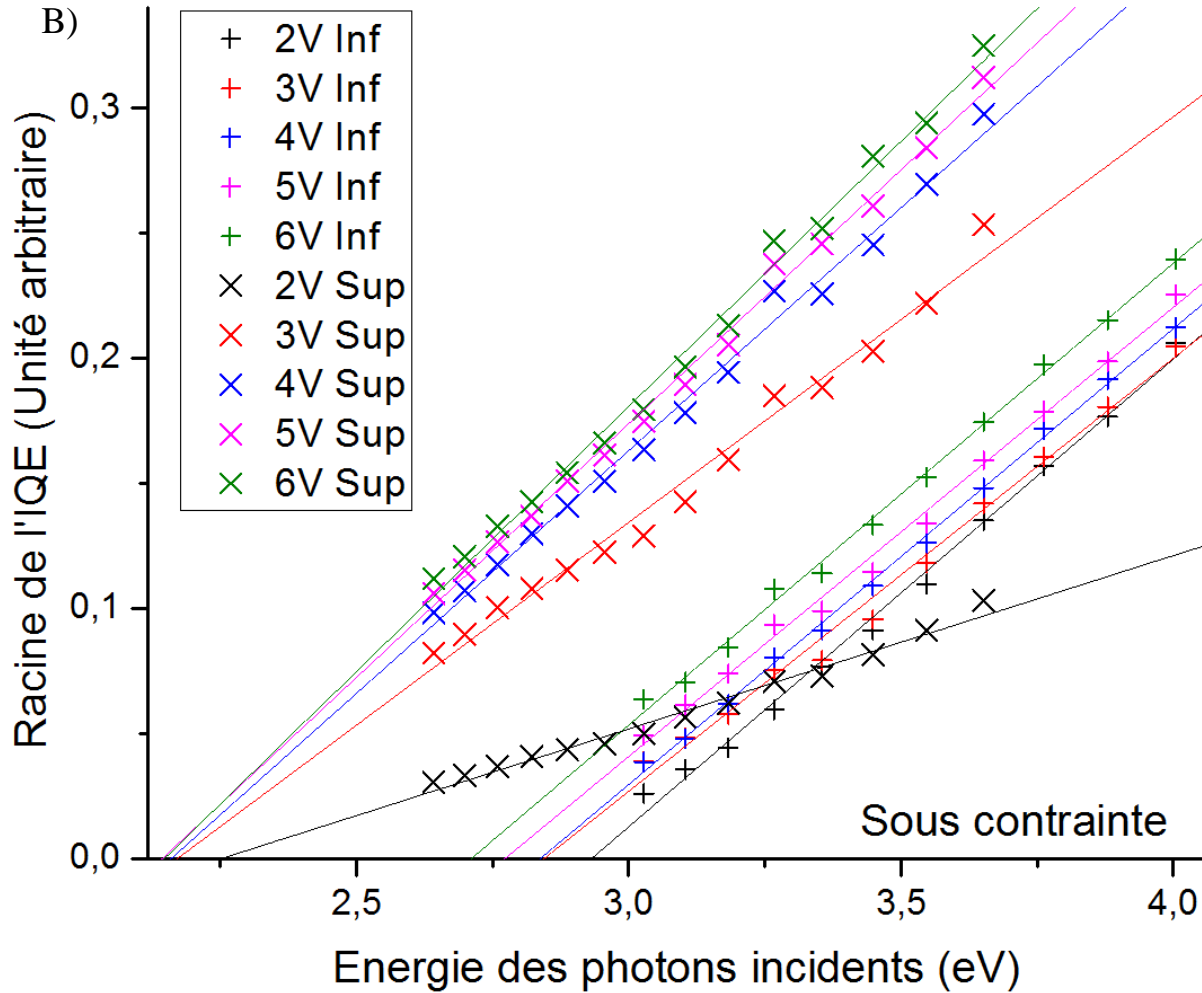 B)
2V Inf
3V Inf
4V Inf
5V Inf
6V Inf
2V Sup
3V Sup
4V Sup
5V Sup
6V Sup
Racine de l'IQE (Unité arbitraire)
0,3
0,2
0,1
0,0
Sous contrainte
2,5 3,0 3,5 4,0
Energie des photons incidents (eV)